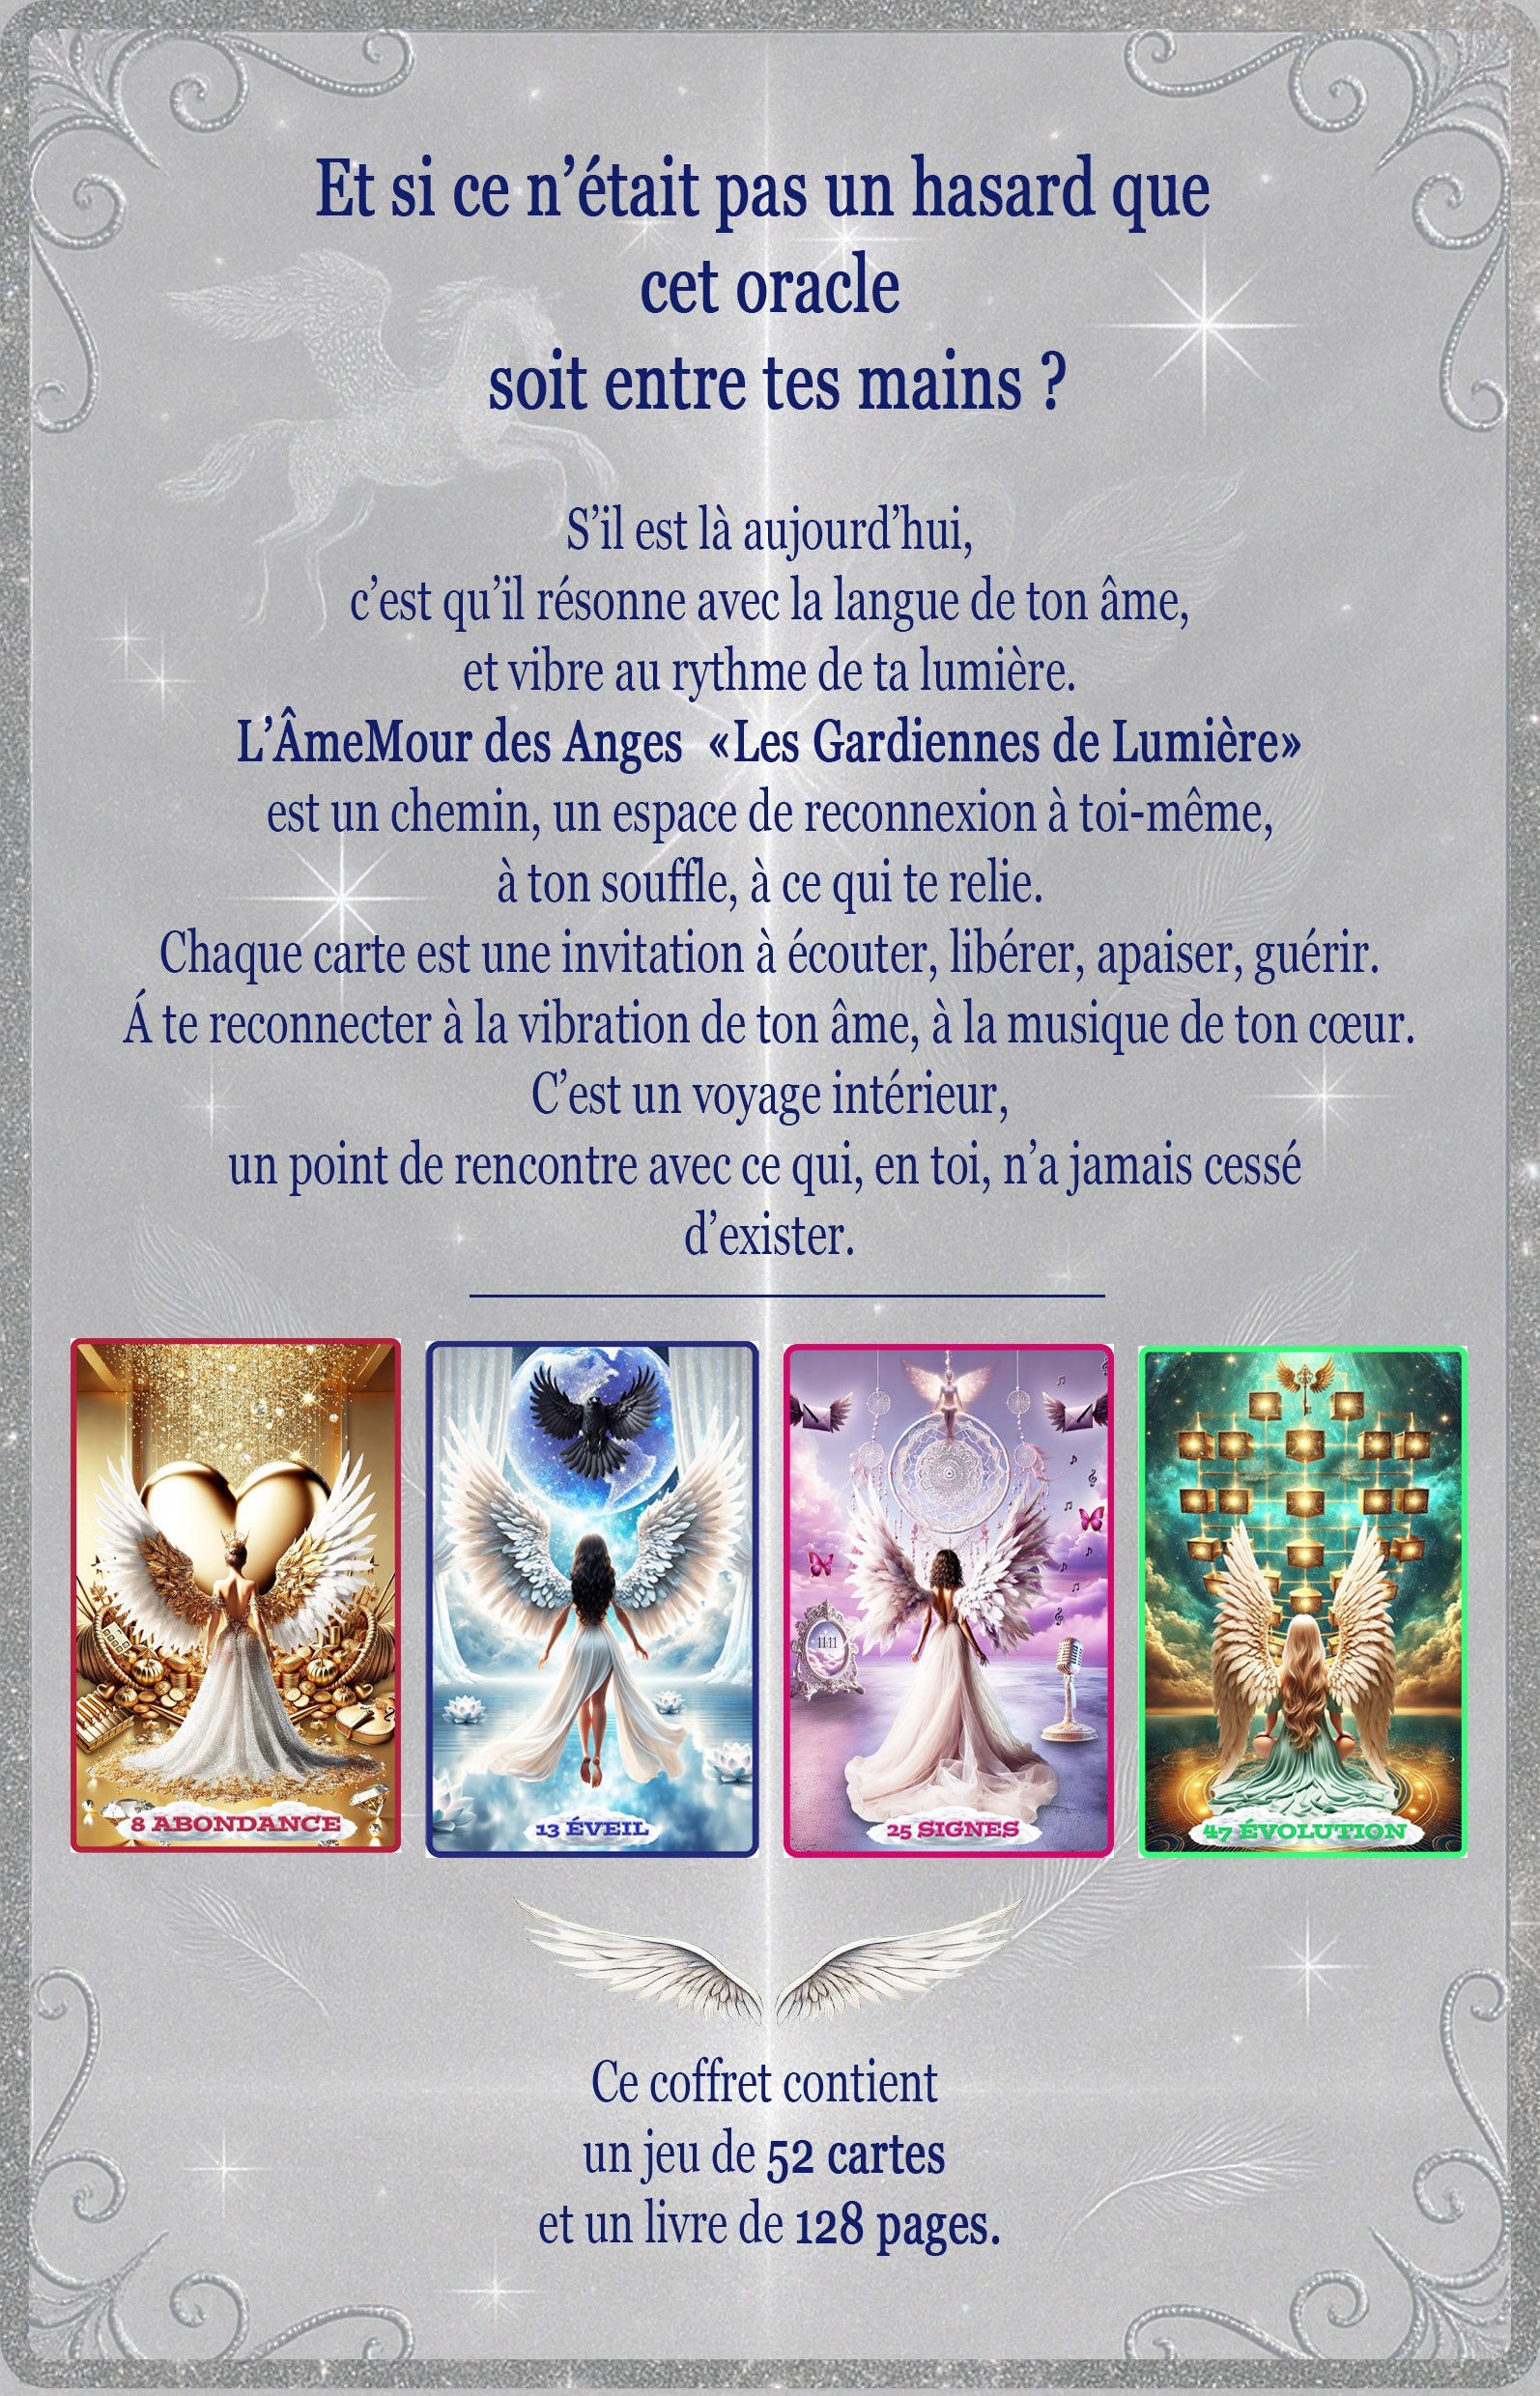 Et si ce n’était pas un hasard que
cet oracle
soit entre tes mains ?
S’il est là aujourd’hui,
c’est qu’il résonne avec la langue de ton âme,
et vibre au rythme de ta lumière.
L’ÂmeMour des Anges «Les Gardiennes de Lumière»
est un chemin, un espace de reconnexion à toi-même,
à ton souffle, à ce qui te relie.
Chaque carte est une invitation à écouter, libérer, apaiser, guérir.
Á te reconnecter à la vibration de ton âme, à la musique de ton cœur.
C’est un voyage intérieur,
un point de rencontre avec ce qui, en toi, n’a jamais cessé
d’exister.
11:11
8 ABONDANCE
13 ÉVEIL
25 SIGNES
47 ÉVOLUTION
Ce coffret contient
un jeu de 52 cartes
et un livre de 128 pages.